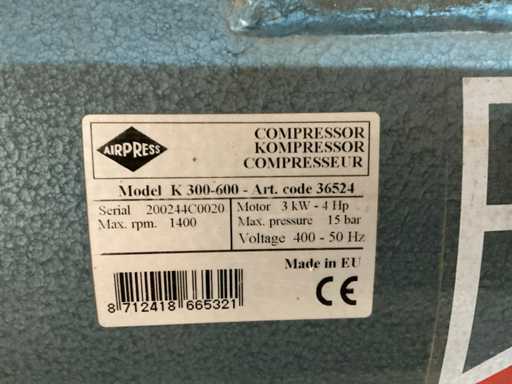 AIRPRESS
COMPRESSOR
KOMPRESSOR
COMPRESSEUR
Model K 300-600 - Art. code 36524
Serial 200244C0020
Max. rpm. 1400
Motor 3 kW - 4 Hp
Max. pressure 15 bar
Voltage 400 - 50 Hz
Made in EU
CE
8 712418 665321